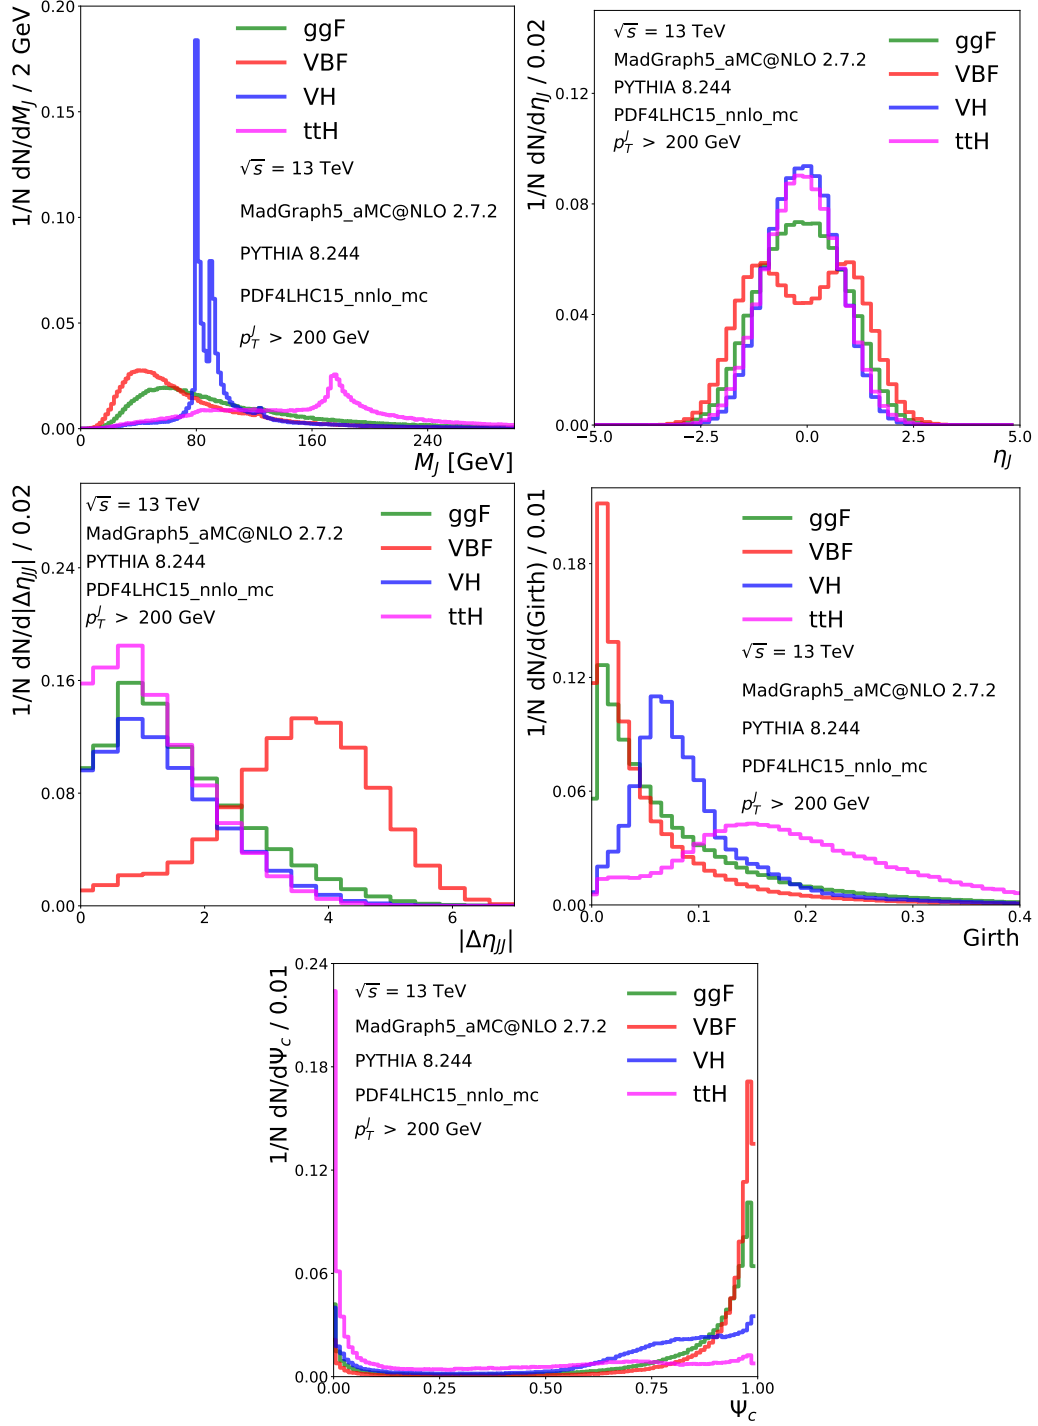 1/N dN/dM_J / 2 GeV
0.20
0.15
0.10
0.05
0.00
0
80
160
240
M_J [GeV]
ggF
VBF
VH
ttH
√s = 13 TeV
MadGraph5_aMC@NLO 2.7.2
PYTHIA 8.244
PDF4LHC15_nnlo_mc
p_T^J > 200 GeV
1/N dN/dη_J / 0.02
0.12
0.08
0.04
0.00
−5.0
−2.5
0.0
2.5
5.0
η_J
√s = 13 TeV
MadGraph5_aMC@NLO 2.7.2
PYTHIA 8.244
PDF4LHC15_nnlo_mc
p_T^J > 200 GeV
ggF
VBF
VH
ttH
1/N dN/d|Δη_JJ| / 0.02
0.24
0.16
0.08
0.00
0
2
4
6
|Δη_JJ|
√s = 13 TeV
MadGraph5_aMC@NLO 2.7.2
PYTHIA 8.244
PDF4LHC15_nnlo_mc
p_T^J > 200 GeV
ggF
VBF
VH
ttH
1/N dN/d(Girth) / 0.01
0.18
0.12
0.06
0.00
0.0
0.1
0.2
0.3
0.4
Girth
ggF
VBF
VH
ttH
√s = 13 TeV
MadGraph5_aMC@NLO 2.7.2
PYTHIA 8.244
PDF4LHC15_nnlo_mc
p_T^J > 200 GeV
1/N dN/dΨ_c / 0.01
0.24
0.18
0.12
0.06
0.00
0.00
0.25
0.50
0.75
1.00
Ψ_c
√s = 13 TeV
MadGraph5_aMC@NLO 2.7.2
PYTHIA 8.244
PDF4LHC15_nnlo_mc
p_T^J > 200 GeV
ggF
VBF
VH
ttH